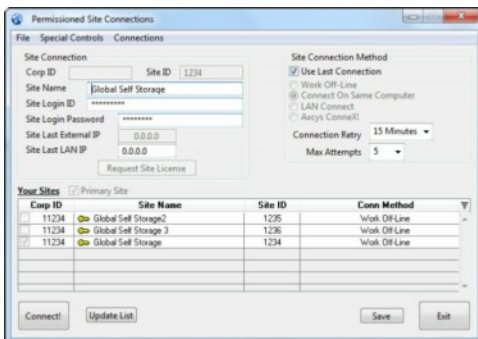 Permissioned Site Connections
File Special Controls Connections
Site Connection
Corp ID Site ID 1234
Site Name Global Self Storage
Site Login ID *********
Site Login Password ********
Site Last External IP 0.0.0.0
Site Last LAN IP 0.0.0.0
Request Site License
Site Connection Method
Use Last Connection
Work Off-Line
Connect On Same Computer
LAN Connect
Axcys ConneX!
Connection Retry 15 Minutes
Max Attempts 5
Your Sites Primary Site
Corp ID Site Name Site ID Conn Method
11234 Global Self Storage2 1235 Work Off-Line
11234 Global Self Storage 3 1236 Work Off-Line
11234 Global Self Storage 1234 Work Off-Line
Connect! Update List Save Exit